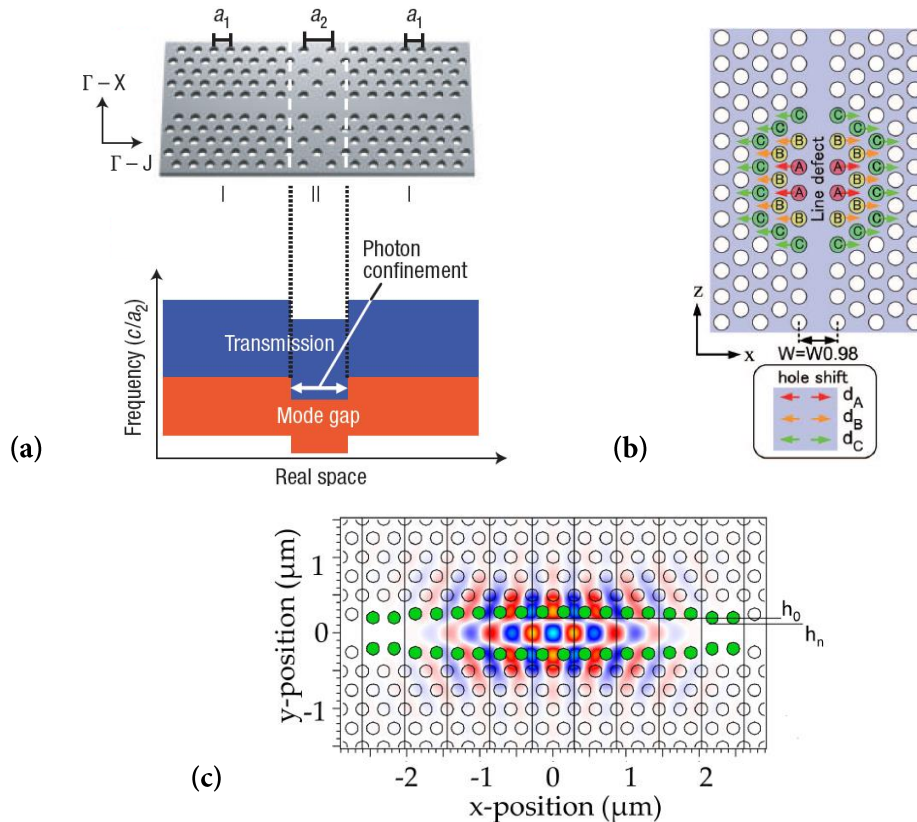 a1 a2 a1
Γ – X
Γ – J
I II I
Photon
confinement
Frequency (c/a2)
Transmission
Mode gap
Real space
(a)
C C
C C
B B
C B B C
A A
C B Line defect B C
A A
C B B C
B B
C C
C C
z
x
W=W0.98
hole shift
dA
dB
dC
(b)
y-position (μm)
1
0
-1
h0
hn
-2 -1 0 1 2
x-position (μm)
(c)